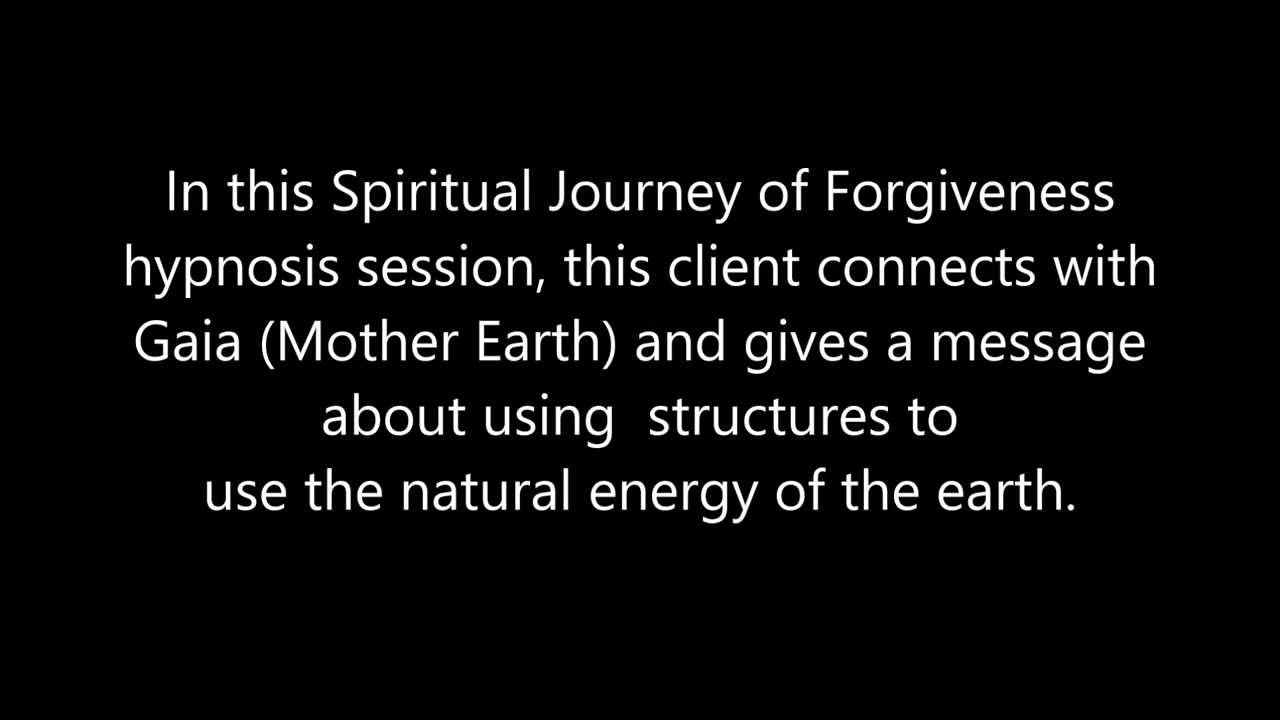 In this Spiritual Journey of Forgiveness
hypnosis session, this client connects with
Gaia (Mother Earth) and gives a message
about using  structures to
use the natural energy of the earth.